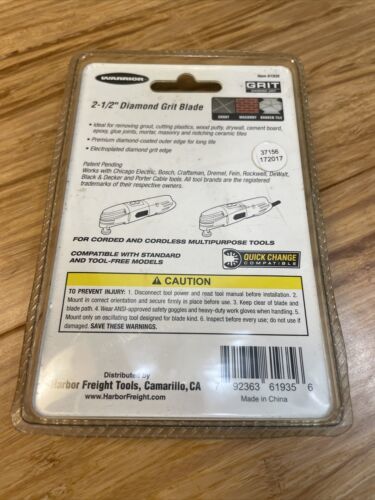 WARRIOR
Item 61935
2-1/2" Diamond Grit Blade
GRIT
GROUT MASONRY BROKEN TILE
• Ideal for removing grout, cutting plastics, wood putty, drywall, cement board,
epoxy, glue joints, mortar, masonry and notching ceramic tiles
• Premium diamond-coated outer edge for long life
• Electroplated diamond grit edge
37156
172017
Patent Pending
Works with Chicago Electric, Bosch, Craftsman, Dremel, Fein, Rockwell, DeWalt,
Black & Decker and Porter Cable tools. All tool brands are the registered
trademarks of their respective owners.
FOR CORDED AND CORDLESS MULTIPURPOSE TOOLS
COMPATIBLE WITH STANDARD
AND TOOL-FREE MODELS
QUICK CHANGE
COMPATIBLE
CAUTION
TO PREVENT INJURY: 1. Disconnect tool power and read tool manual before installation. 2.
Mount in correct orientation and secure firmly in place before use. 3. Keep clear of blade and
blade path. 4. Wear ANSI-approved safety goggles and heavy-duty work gloves when handling. 5.
Mount only on oscillating tool designed for blade kind. 6. Inspect before every use; do not use if
damaged. SAVE THESE WARNINGS.
Distributed By
Harbor Freight Tools, Camarillo, CA
www.HarborFreight.com
7 92363 61935 6
Made in China